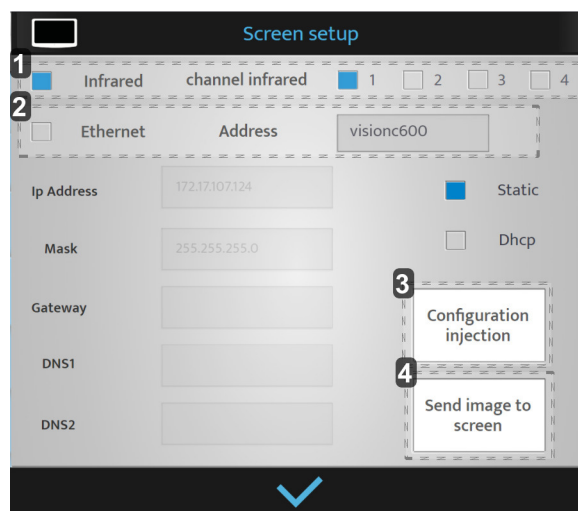 Screen setup
1
Infrared channel infrared 1 2 3 4
2
Ethernet Address visionc600
Ip Address 172.17.107.124 Static
Mask 255.255.255.0 Dhcp
3
Gateway
Configuration
injection
DNS1
4
Send image to
screen
DNS2